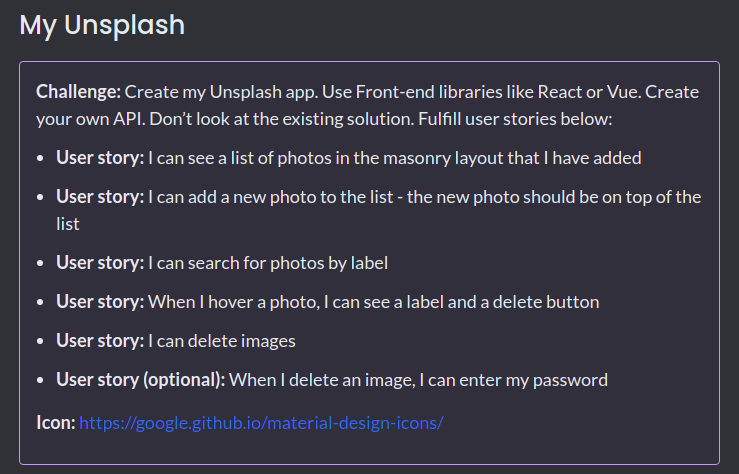 My Unsplash
Challenge: Create my Unsplash app. Use Front-end libraries like React or Vue. Create
your own API. Don’t look at the existing solution. Fulfill user stories below:
• User story: I can see a list of photos in the masonry layout that I have added
• User story: I can add a new photo to the list - the new photo should be on top of the
list
• User story: I can search for photos by label
• User story: When I hover a photo, I can see a label and a delete button
• User story: I can delete images
• User story (optional): When I delete an image, I can enter my password
Icon: https://google.github.io/material-design-icons/